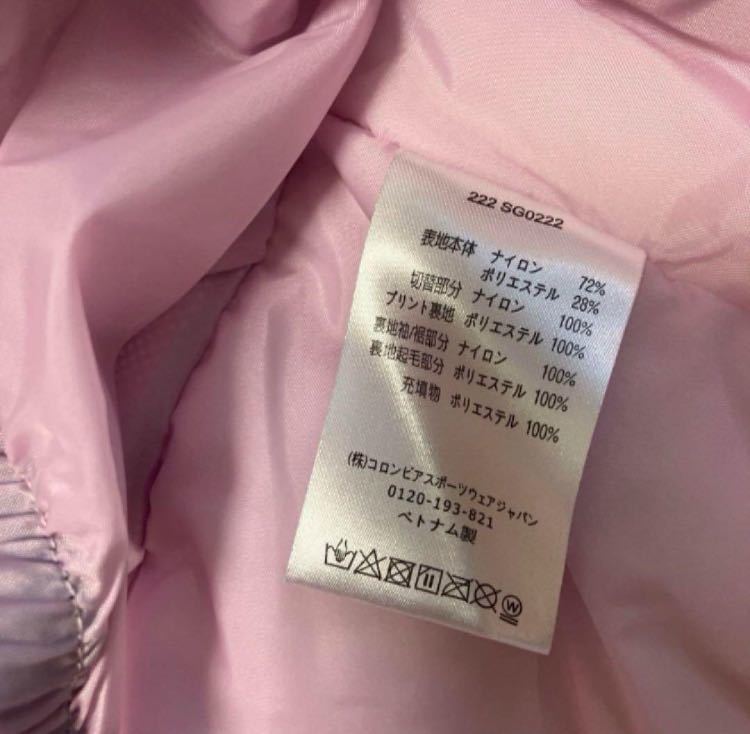 222 SG0222
表地本体 ナイロン 72%
ポリエステル 28%
切替部分 ナイロン 100%
プリント裏地 ポリエステル 100%
裏地袖/裾部分 ナイロン 100%
裏地起毛部分 ポリエステル 100%
充填物 ポリエステル 100%
(株)コロンビアスポーツウェアジャパン
0120-193-821
ベトナム製
W